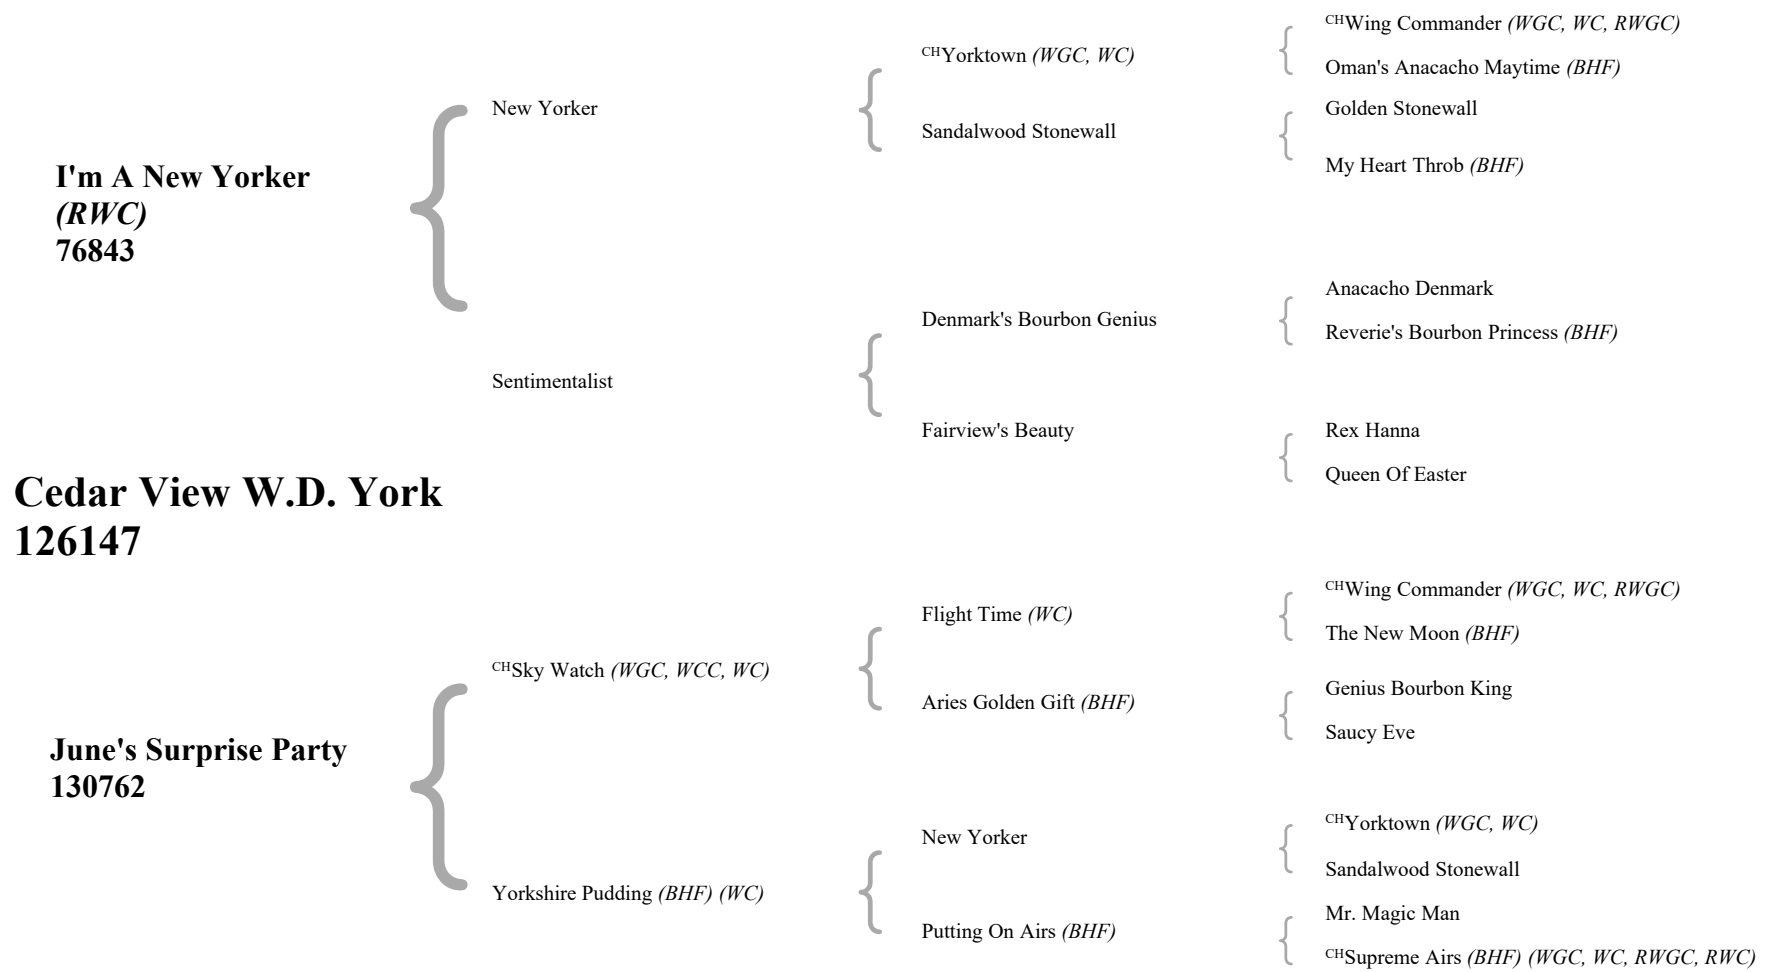 CHWing Commander (WGC, WC, RWGC)
CHYorktown (WGC, WC)
Oman's Anacacho Maytime (BHF)
New Yorker
Golden Stonewall
Sandalwood Stonewall
My Heart Throb (BHF)
I'm A New Yorker
(RWC)
76843
Anacacho Denmark
Denmark's Bourbon Genius
Reverie's Bourbon Princess (BHF)
Sentimentalist
Fairview's Beauty
Rex Hanna
Queen Of Easter
Cedar View W.D. York
126147
CHWing Commander (WGC, WC, RWGC)
Flight Time (WC)
The New Moon (BHF)
CHSky Watch (WGC, WCC, WC)
Genius Bourbon King
Aries Golden Gift (BHF)
Saucy Eve
June's Surprise Party
130762
CHYorktown (WGC, WC)
New Yorker
Sandalwood Stonewall
Yorkshire Pudding (BHF) (WC)
Mr. Magic Man
Putting On Airs (BHF)
CHSupreme Airs (BHF) (WGC, WC, RWGC, RWC)